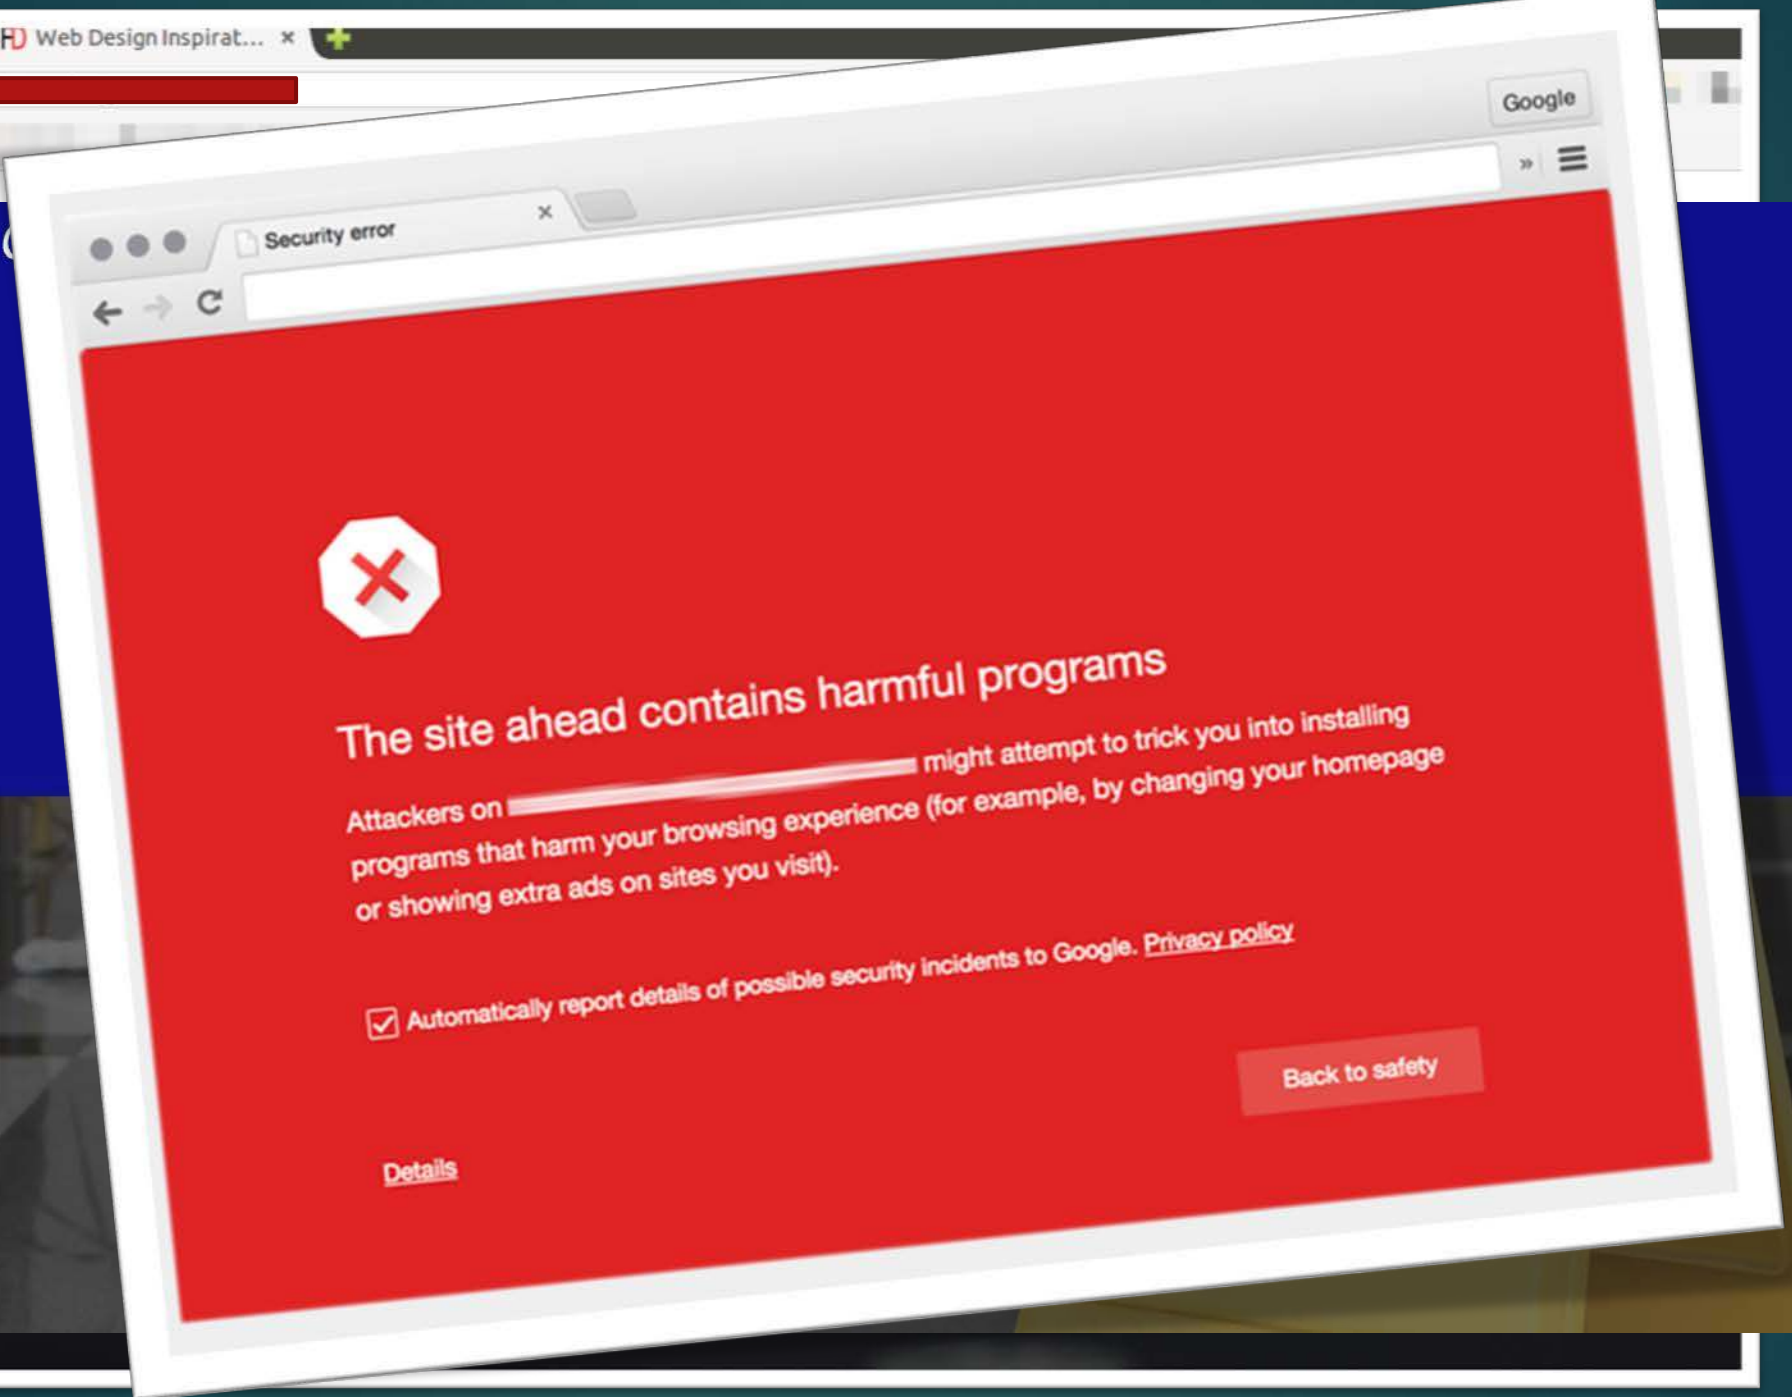 Web Design Inspirat...
Google
Security error
The site ahead contains harmful programs
Attackers on might attempt to trick you into installing
programs that harm your browsing experience (for example, by changing your homepage
or showing extra ads on sites you visit).
Automatically report details of possible security incidents to Google. Privacy policy
Back to safety
Details